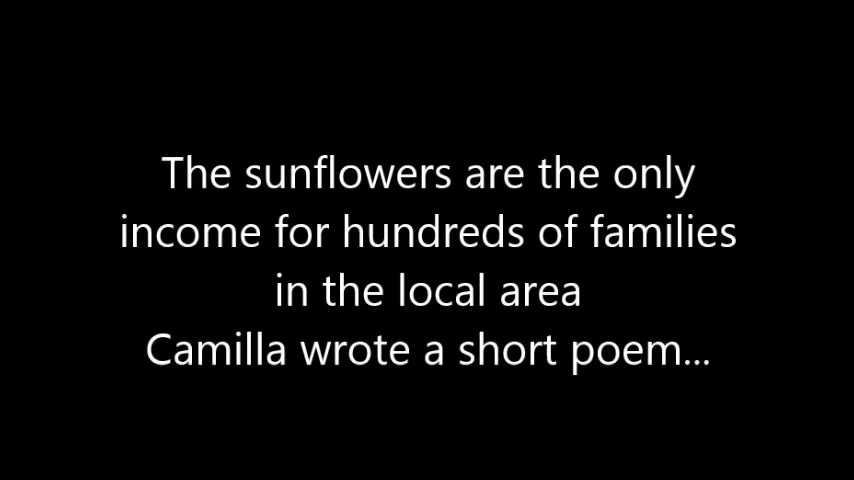 The sunflowers are the only
income for hundreds of families
in the local area
Camilla wrote a short poem...